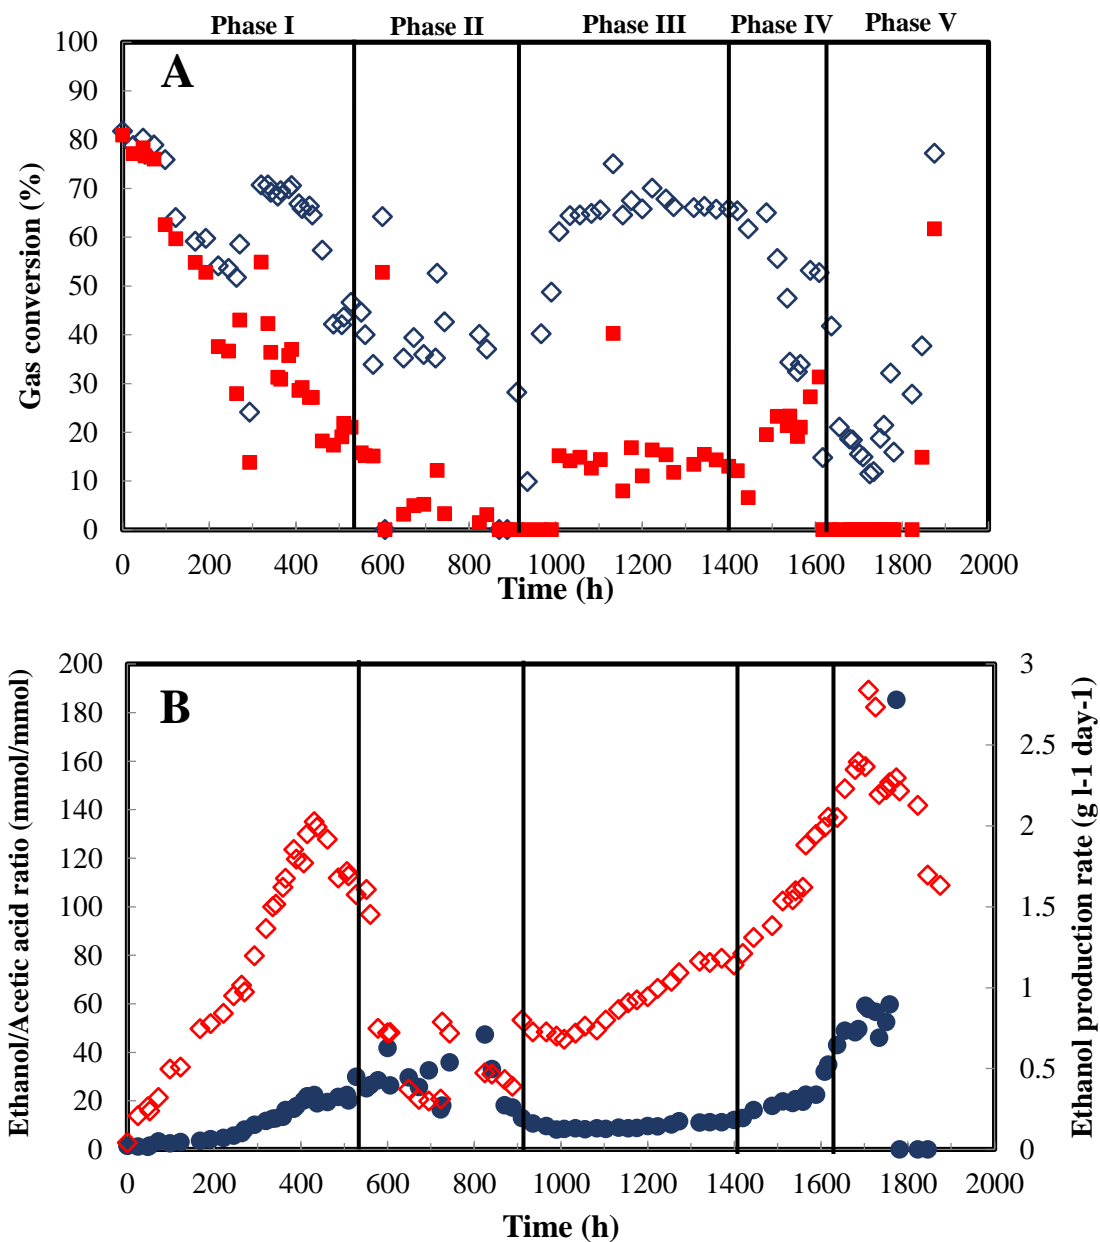 Phase I Phase II Phase III Phase IV Phase V
A
Gas conversion (%)
100
90
80
70
60
50
40
30
20
10
0
0 200 400 600 800 1000 1200 1400 1600 1800 2000
Time (h)
B
Ethanol/Acetic acid ratio (mmol/mmol)
200
180
160
140
120
100
80
60
40
20
0
3
2.5
2
1.5
1
0.5
0
Ethanol production rate (g l-1 day-1)
0 200 400 600 800 1000 1200 1400 1600 1800 2000
Time (h)